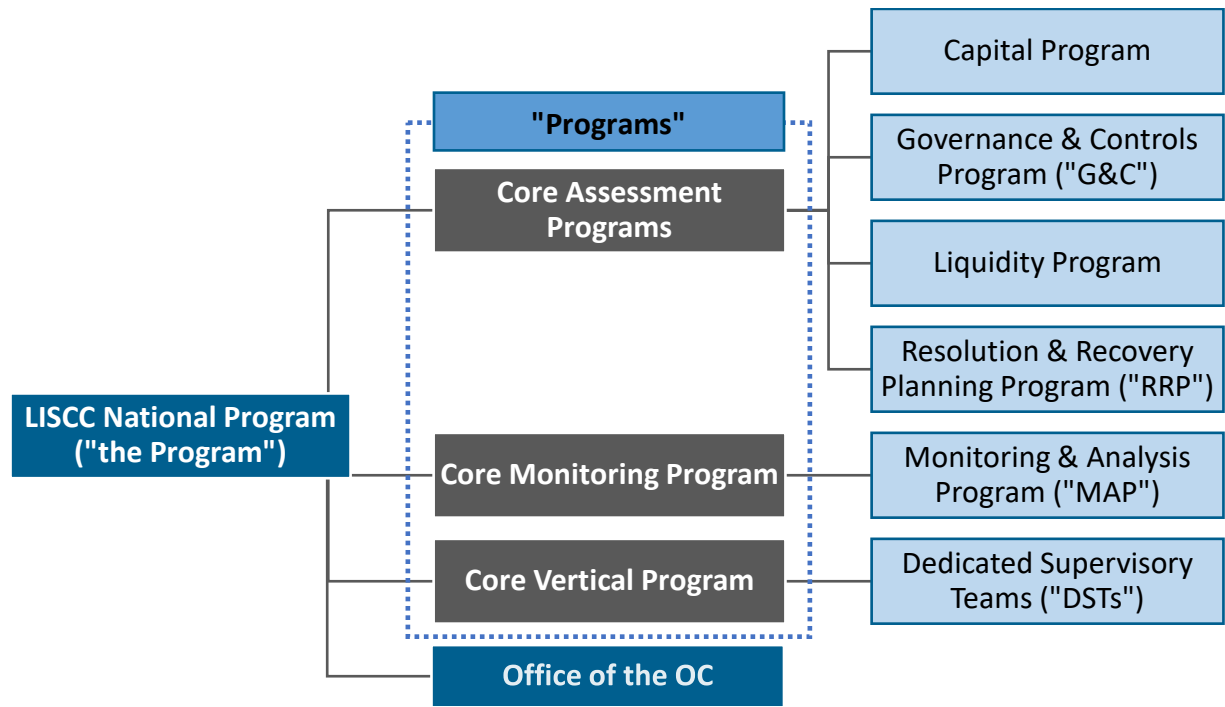 LISCC National Program
("the Program")
"Programs"
Core Assessment
Programs
Capital Program
Governance & Controls
Program ("G&C")
Liquidity Program
Resolution & Recovery
Planning Program ("RRP")
Core Monitoring Program
Monitoring & Analysis
Program ("MAP")
Core Vertical Program
Dedicated Supervisory
Teams ("DSTs")
Office of the OC